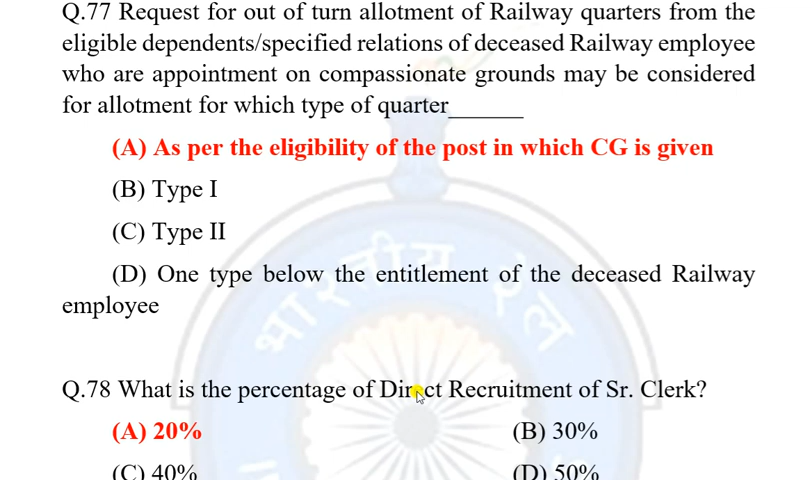 Q.77 Request for out of turn allotment of Railway quarters from the
eligible dependents/specified relations of deceased Railway employee
who are appointment on compassionate grounds may be considered
for allotment for which type of quarter______
(A) As per the eligibility of the post in which CG is given
(B) Type I
(C) Type II
(D) One type below the entitlement of the deceased Railway
employee
भारतीय रेल
Q.78 What is the percentage of Direct Recruitment of Sr. Clerk?
(A) 20% (B) 30%
(C) 40% (D) 50%